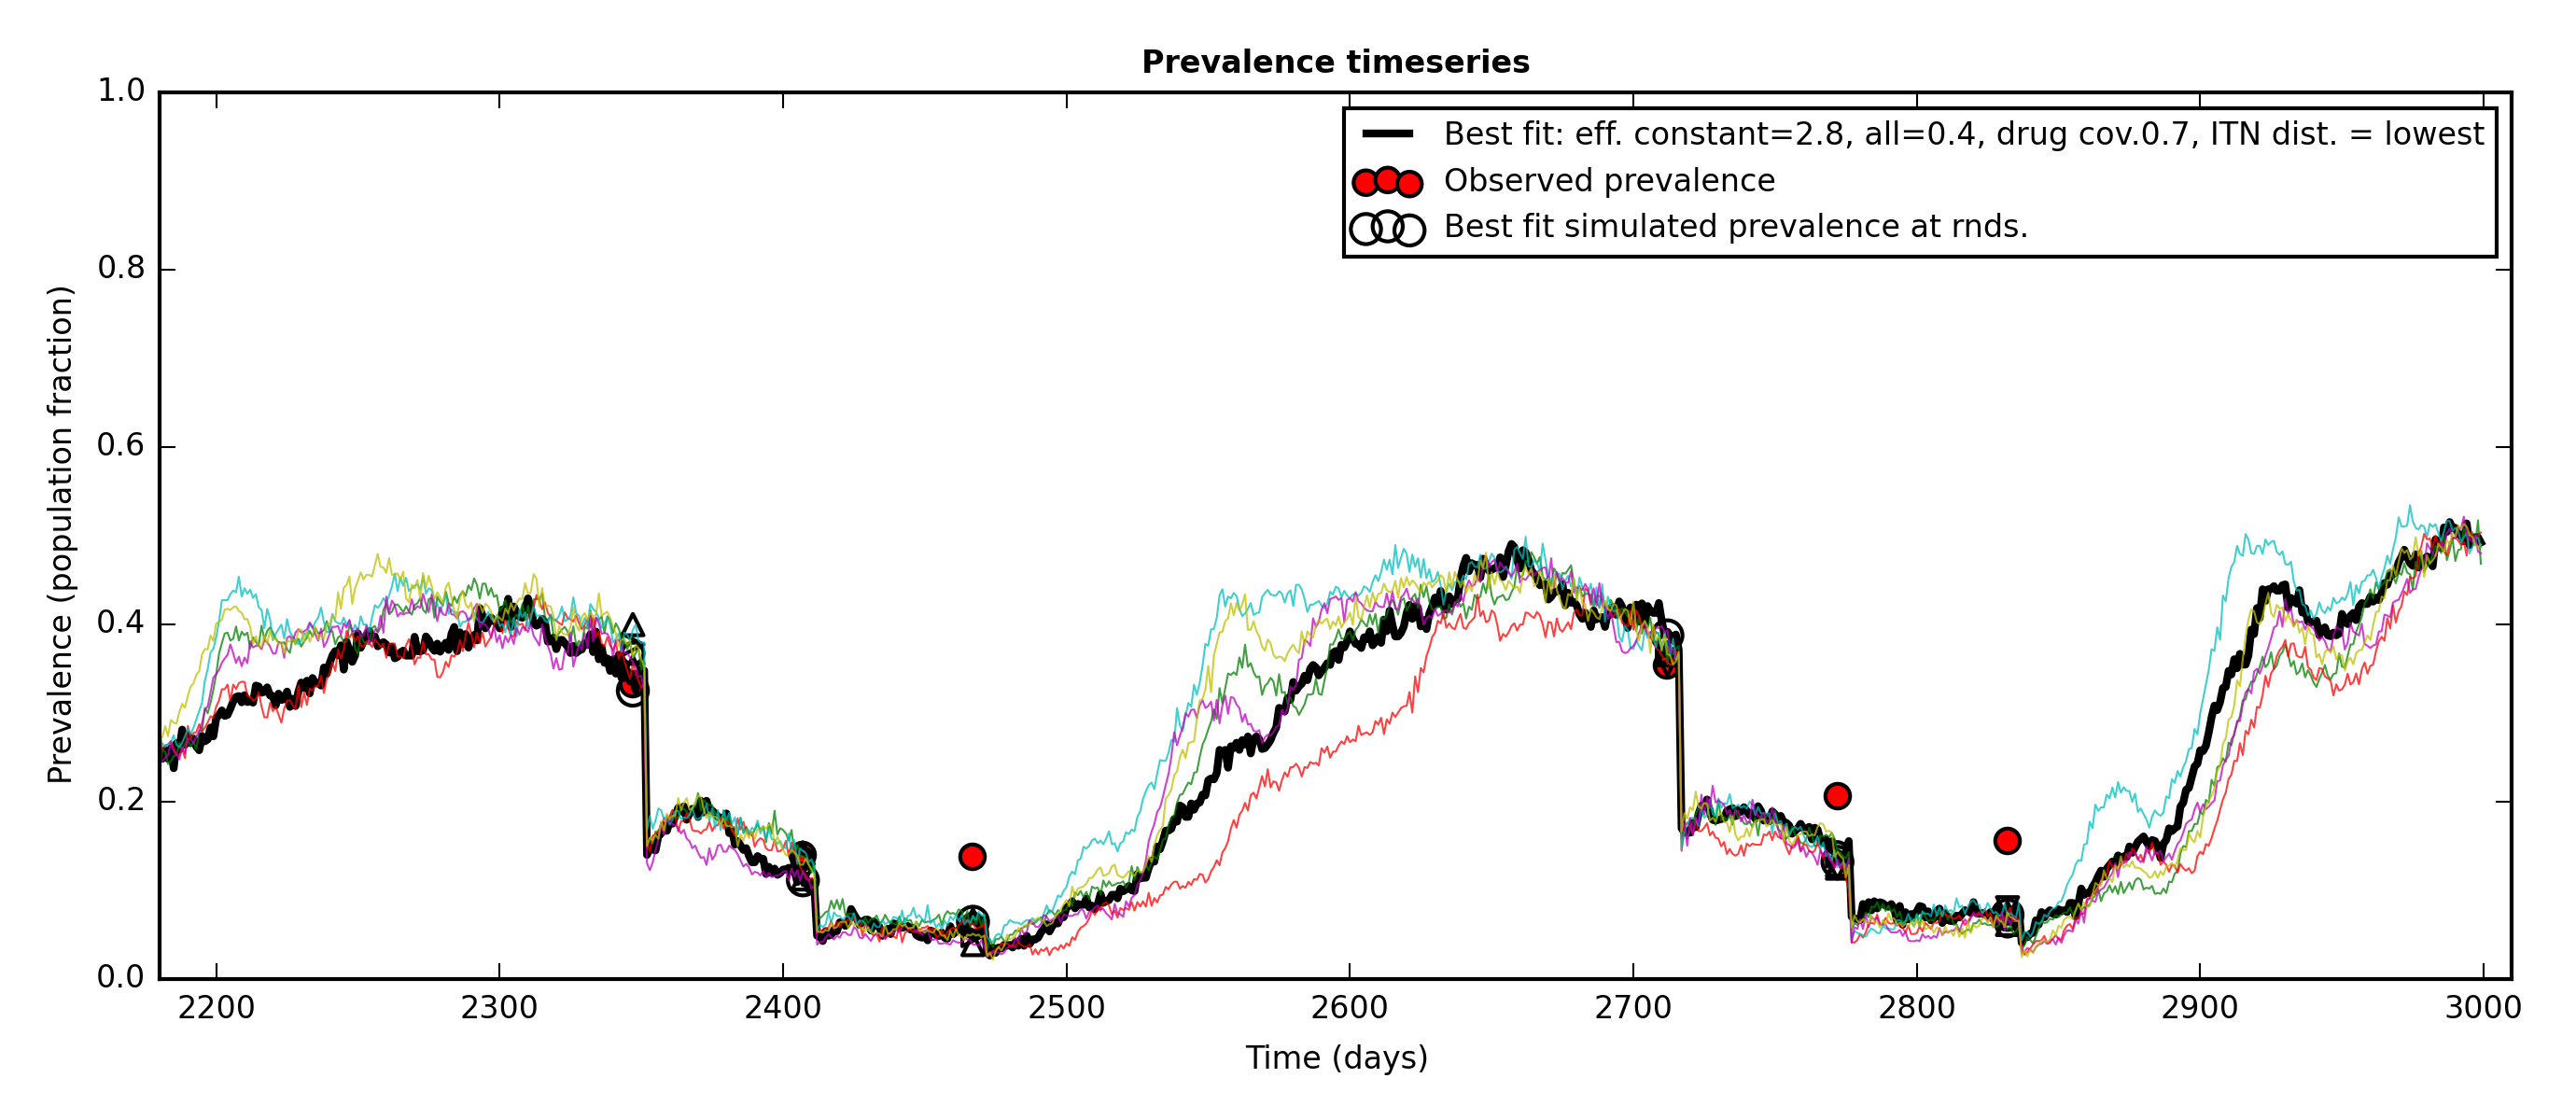 Prevalence timeseries
1.0
0.8
0.6
0.4
0.2
0.0
Prevalence (population fraction)
Best fit: eff. constant=2.8, all=0.4, drug cov.0.7, ITN dist. = lowest
Observed prevalence
Best fit simulated prevalence at rnds.
2200 2300 2400 2500 2600 2700 2800 2900 3000
Time (days)